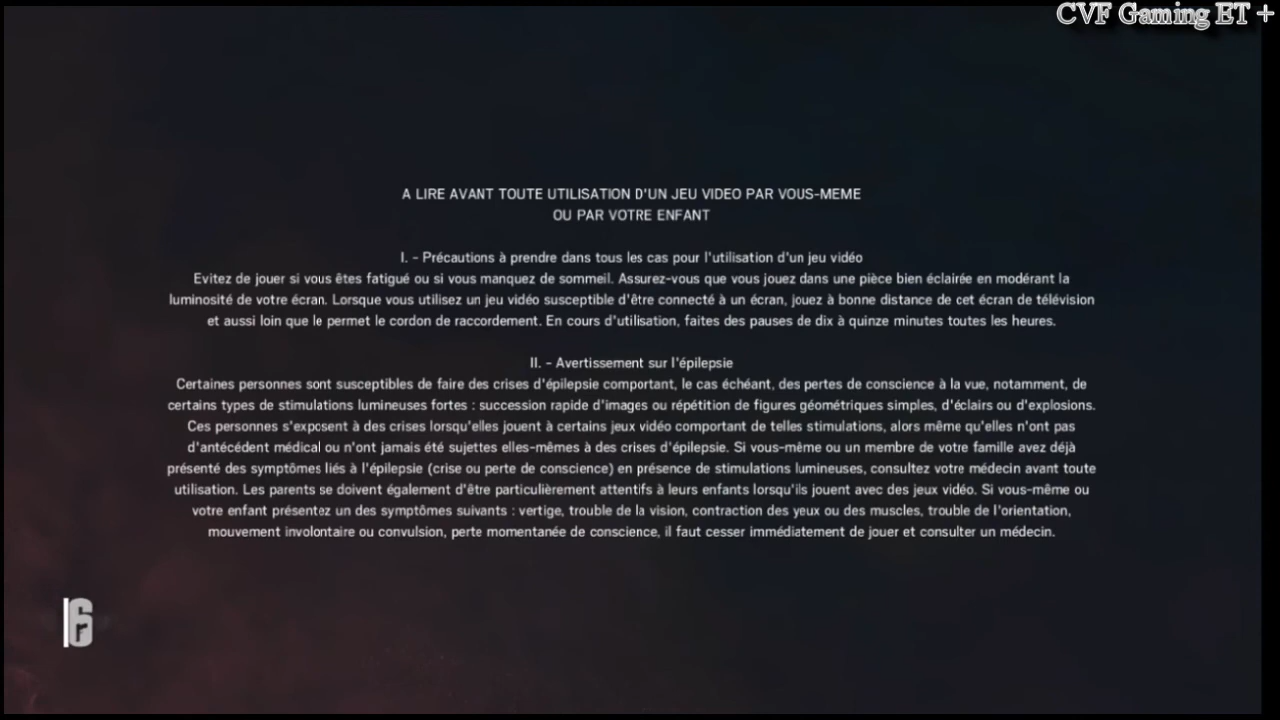 CVF Gaming ET +
A LIRE AVANT TOUTE UTILISATION D'UN JEU VIDEO PAR VOUS-MEME
OU PAR VOTRE ENFANT
I. - Précautions à prendre dans tous les cas pour l'utilisation d'un jeu vidéo
Evitez de jouer si vous êtes fatigué ou si vous manquez de sommeil. Assurez-vous que vous jouez dans une pièce bien éclairée en modérant la
luminosité de votre écran. Lorsque vous utilisez un jeu vidéo susceptible d'être connecté à un écran, jouez à bonne distance de cet écran de télévision
et aussi loin que le permet le cordon de raccordement. En cours d'utilisation, faites des pauses de dix à quinze minutes toutes les heures.
II. - Avertissement sur l'épilepsie
Certaines personnes sont susceptibles de faire des crises d'épilepsie comportant, le cas échéant, des pertes de conscience à la vue, notamment, de
certains types de stimulations lumineuses fortes : succession rapide d'images ou répétition de figures géométriques simples, d'éclairs ou d'explosions.
Ces personnes s'exposent à des crises lorsqu'elles jouent à certains jeux vidéo comportant de telles stimulations, alors même qu'elles n'ont pas
d'antécédent médical ou n'ont jamais été sujettes elles-mêmes à des crises d'épilepsie. Si vous-même ou un membre de votre famille avez déjà
présenté des symptômes liés à l'épilepsie (crise ou perte de conscience) en présence de stimulations lumineuses, consultez votre médecin avant toute
utilisation. Les parents se doivent également d'être particulièrement attentifs à leurs enfants lorsqu'ils jouent avec des jeux vidéo. Si vous-même ou
votre enfant présentez un des symptômes suivants : vertige, trouble de la vision, contraction des yeux ou des muscles, trouble de l'orientation,
mouvement involontaire ou convulsion, perte momentanée de conscience, il faut cesser immédiatement de jouer et consulter un médecin.
6